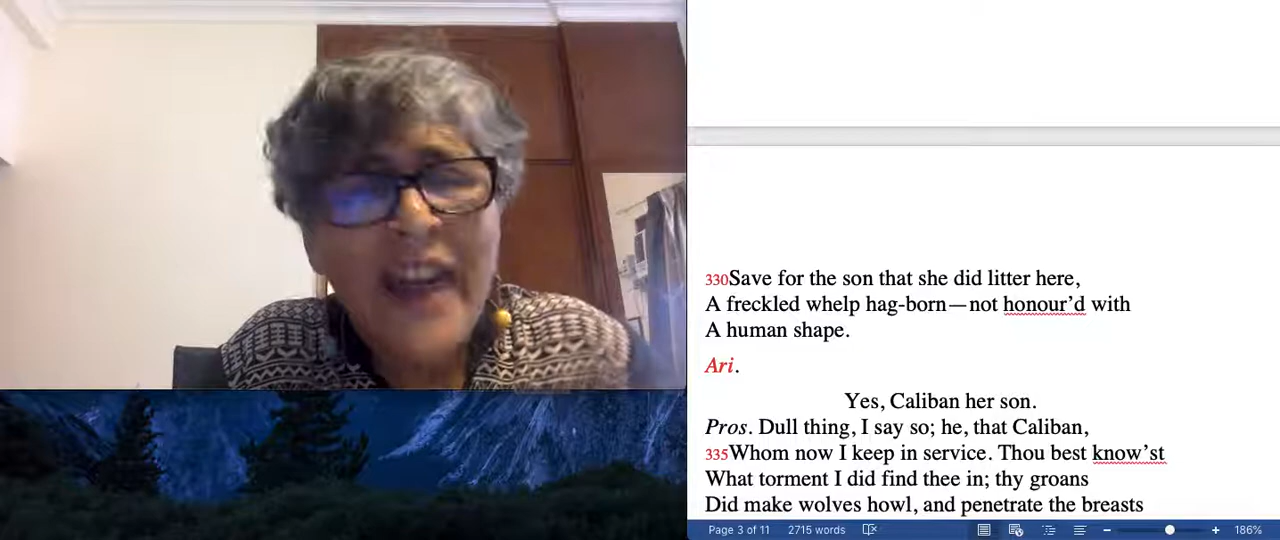 330Save for the son that she did litter here,
A freckled whelp hag-born—not honour’d with
A human shape.
Ari.
Yes, Caliban her son.
Pros. Dull thing, I say so; he, that Caliban,
335Whom now I keep in service. Thou best know’st
What torment I did find thee in; thy groans
Did make wolves howl, and penetrate the breasts
Page 3 of 11 2715 words 186%